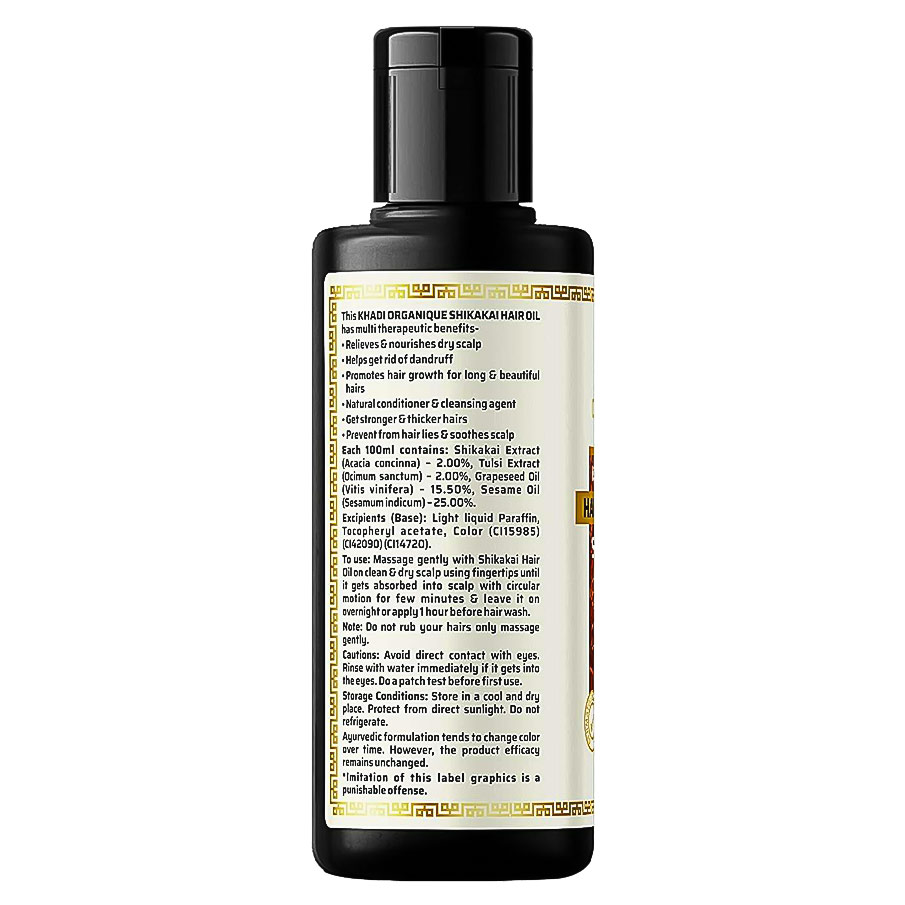 This KHADI ORGANIQUE SHIKAKAI HAIR OIL
has multi therapeutic benefits-
• Relieves & nourishes dry scalp
• Helps get rid of dandruff
• Promotes hair growth for long & beautiful
hairs
• Natural conditioner & cleansing agent
• Get stronger & thicker hairs
• Prevent from hair lies & soothes scalp
Each 100ml contains: Shikakai Extract
(Acacia concinna) - 2.00%, Tulsi Extract
(Ocimum sanctum) - 2.00%, Grapeseed Oil
(Vitis vinifera) - 15.50%, Sesame Oil
(Sesamum indicum) - 25.00%.
Excipients (Base): Light liquid Paraffin,
Tocopheryl acetate, Color (CI15985)
(CI42090) (CI14720).
To use: Massage gently with Shikakai Hair
Oil on clean & dry scalp using fingertips until
it gets absorbed into scalp with circular
motion for few minutes & leave it on
overnight or apply 1 hour before hair wash.
Note: Do not rub your hairs only massage
gently.
Cautions: Avoid direct contact with eyes.
Rinse with water immediately if it gets into
the eyes. Do a patch test before first use.
Storage Conditions: Store in a cool and dry
place. Protect from direct sunlight. Do not
refrigerate.
Ayurvedic formulation tends to change color
over time. However, the product efficacy
remains unchanged.
*Imitation of this label graphics is a
punishable offense.
HA